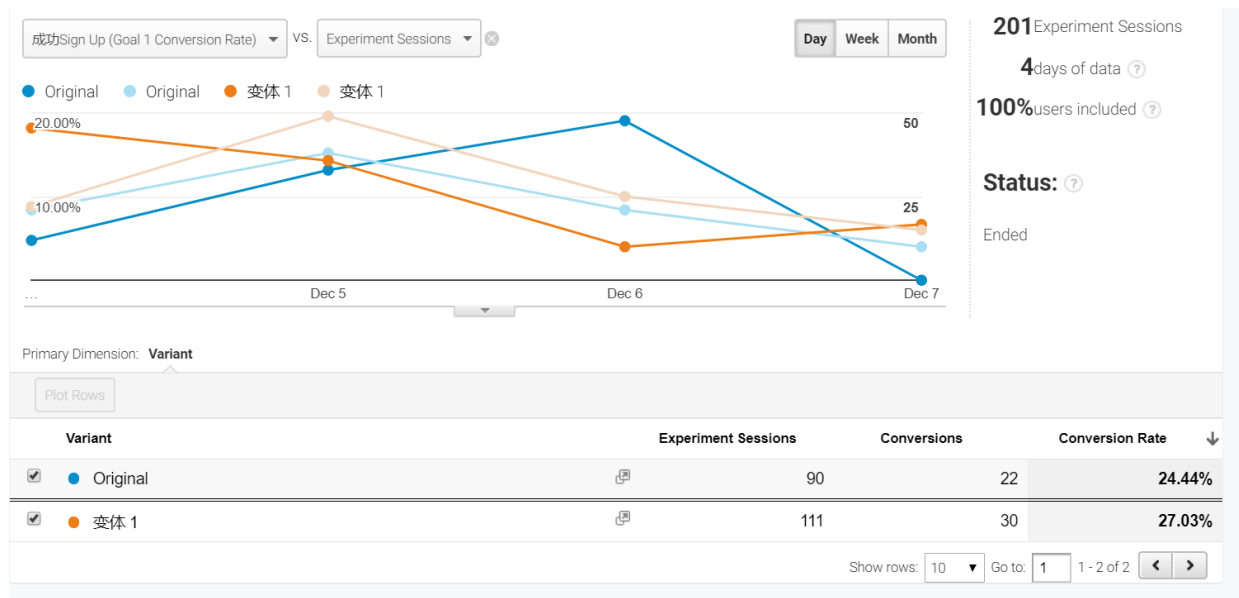 成功Sign Up (Goal 1 Conversion Rate) VS. Experiment Sessions Day Week Month
201 Experiment Sessions
4 days of data ?
100% users included ?
Status: ?
Ended
Original Original 变体 1 变体 1
20.00% 50
10.00% 25
... Dec 5 Dec 6 Dec 7
Primary Dimension: Variant
Plot Rows
Variant Experiment Sessions Conversions Conversion Rate
Original 90 22 24.44%
变体 1 111 30 27.03%
Show rows: 10 Go to: 1 1 - 2 of 2